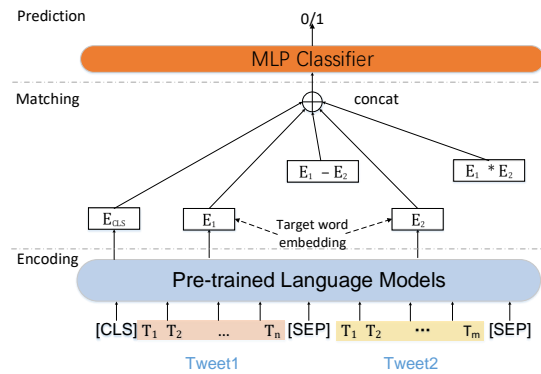 Prediction
0/1
MLP Classifier
Matching
concat
E₁ − E₂
E₁ * E₂
E_CLS
E₁
Target word
embedding
E₂
Encoding
Pre-trained Language Models
[CLS] T₁ T₂ ... Tₙ [SEP] T₁ T₂ ... Tₘ [SEP]
Tweet1 Tweet2